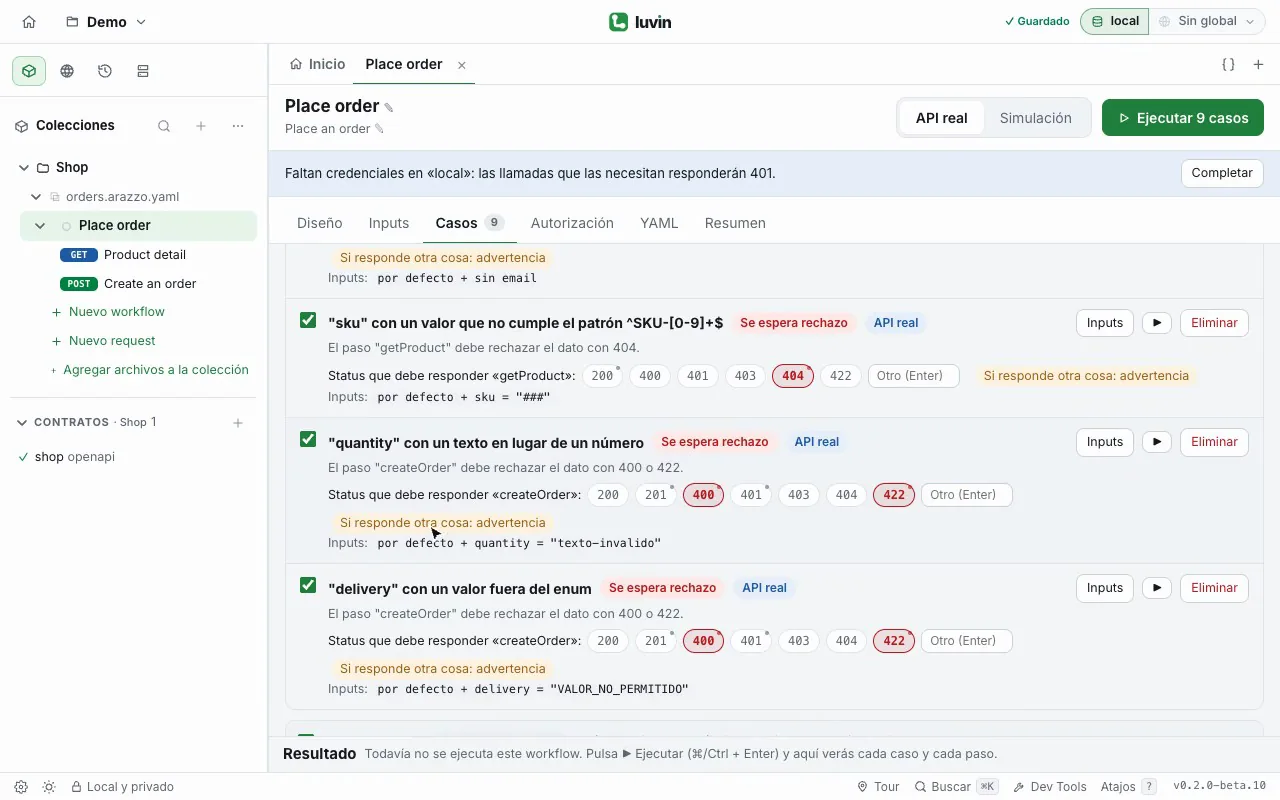 Demo
luvin
Guardado
local
Sin global
Inicio
Place order
Colecciones
Place order
Place an order
API real
Simulación
Ejecutar 9 casos
Shop
orders.arazzo.yaml
Place order
GET Product detail
POST Create an order
+ Nuevo workflow
+ Nuevo request
+ Agregar archivos a la colección
CONTRATOS · Shop 1
shop openapi
Faltan credenciales en «local»: las llamadas que las necesitan responderán 401.
Completar
Diseño
Inputs
Casos 9
Autorización
YAML
Resumen
Si responde otra cosa: advertencia
Inputs: por defecto + sin email
"sku" con un valor que no cumple el patrón ^SKU-[0-9]+$ Se espera rechazo API real Inputs Eliminar
El paso "getProduct" debe rechazar el dato con 404.
Status que debe responder «getProduct»: 200 400 401 403 404 422 Otro (Enter) Si responde otra cosa: advertencia
Inputs: por defecto + sku = "###"
"quantity" con un texto en lugar de un número Se espera rechazo API real Inputs Eliminar
El paso "createOrder" debe rechazar el dato con 400 o 422.
Status que debe responder «createOrder»: 200 201 400 401 403 404 422 Otro (Enter)
Si responde otra cosa: advertencia
Inputs: por defecto + quantity = "texto-invalido"
"delivery" con un valor fuera del enum Se espera rechazo API real Inputs Eliminar
El paso "createOrder" debe rechazar el dato con 400 o 422.
Status que debe responder «createOrder»: 200 201 400 401 403 404 422 Otro (Enter)
Si responde otra cosa: advertencia
Inputs: por defecto + delivery = "VALOR_NO_PERMITIDO"
Resultado Todavía no se ejecuta este workflow. Pulsa ▶ Ejecutar (⌘/Ctrl + Enter) y aquí verás cada caso y cada paso.
Local y privado
Tour
Buscar ⌘K
Dev Tools
Atajos ?
v0.2.0-beta.10